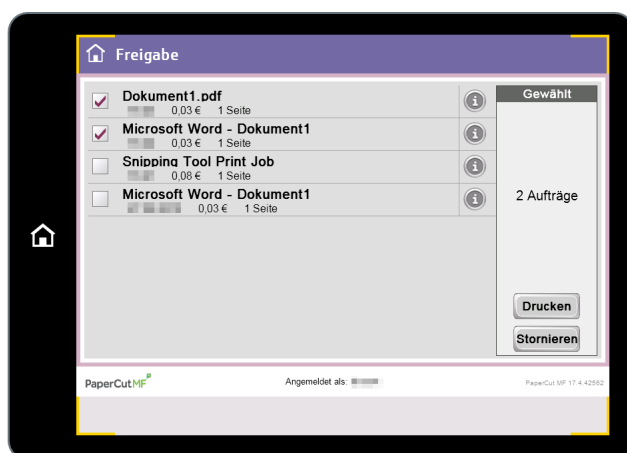 Freigabe
Dokument1.pdf
0,03 € 1 Seite
Microsoft Word - Dokument1
0,03 € 1 Seite
Snipping Tool Print Job
0,08 € 1 Seite
Microsoft Word - Dokument1
0,03 € 1 Seite
Gewählt
2 Aufträge
Drucken
Stornieren
PaperCut MF
Angemeldet als:
PaperCut MF 17.4.42562